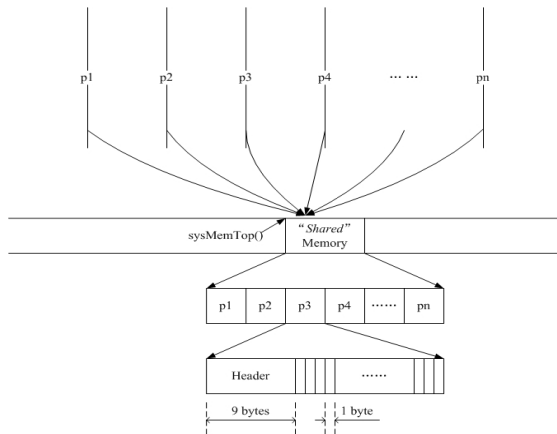 p1 p2 p3 p4 ··· ··· pn
sysMemTop()
“Shared”
Memory
p1 p2 p3 p4 ······ pn
Header ······
9 bytes 1 byte